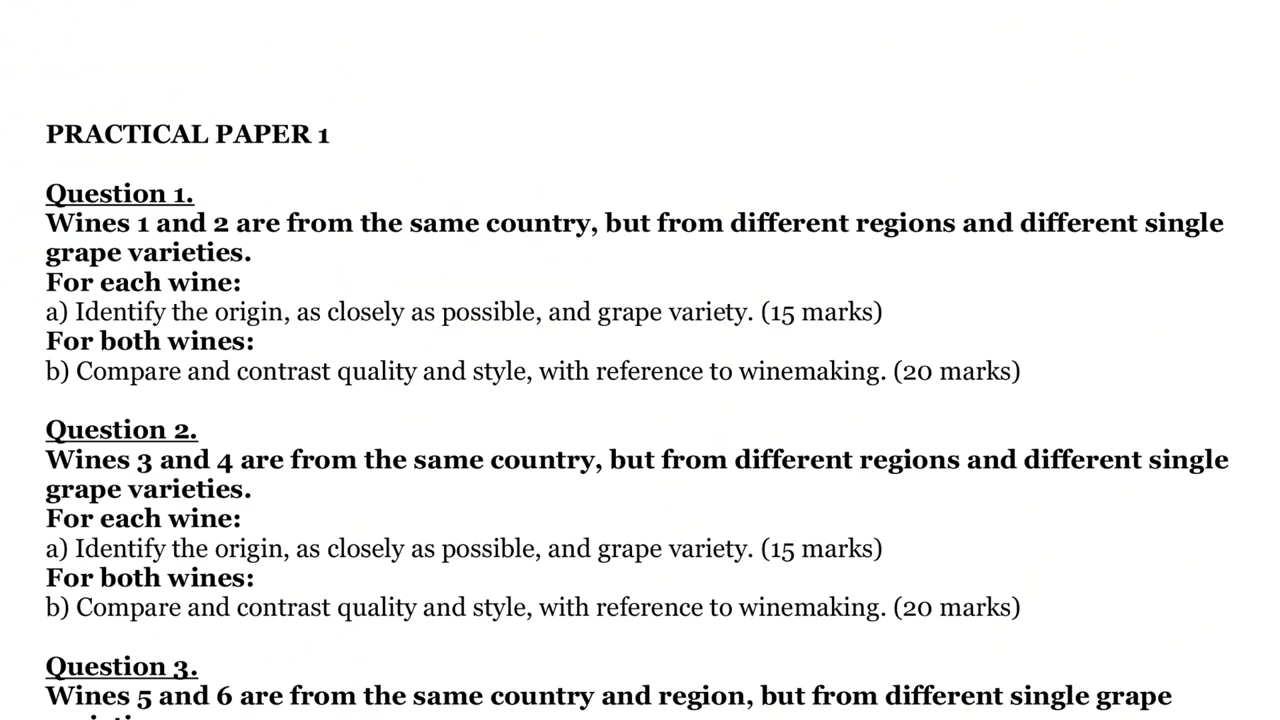 PRACTICAL PAPER 1
Question 1.
Wines 1 and 2 are from the same country, but from different regions and different single
grape varieties.
For each wine:
a) Identify the origin, as closely as possible, and grape variety. (15 marks)
For both wines:
b) Compare and contrast quality and style, with reference to winemaking. (20 marks)
Question 2.
Wines 3 and 4 are from the same country, but from different regions and different single
grape varieties.
For each wine:
a) Identify the origin, as closely as possible, and grape variety. (15 marks)
For both wines:
b) Compare and contrast quality and style, with reference to winemaking. (20 marks)
Question 3.
Wines 5 and 6 are from the same country and region, but from different single grape